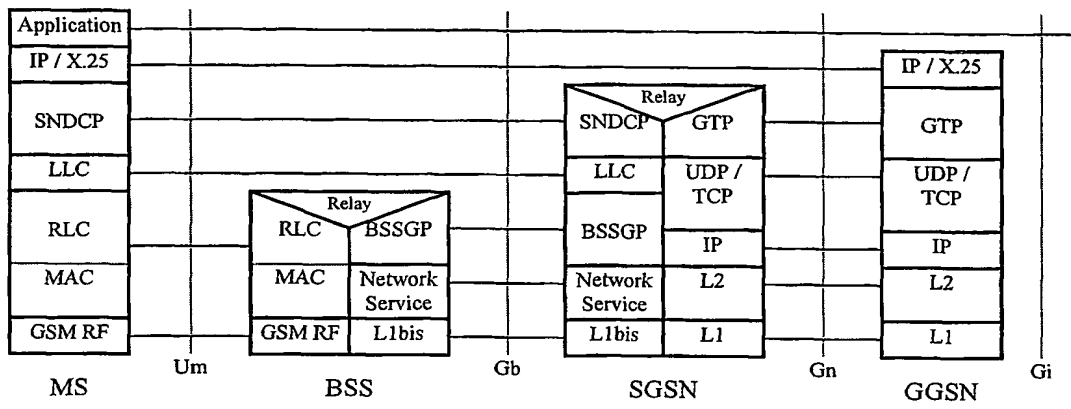 Application
IP / X.25
SNDCP
LLC
RLC
MAC
GSM RF
MS
Um
Relay
RLC
BSSGP
MAC
Network
Service
GSM RF
L1bis
BSS
Gb
Relay
SNDCP
GTP
LLC
UDP /
TCP
BSSGP
IP
Network
Service
L2
L1bis
L1
SGSN
Gn
IP / X.25
GTP
UDP /
TCP
IP
L2
L1
GGSN
Gi